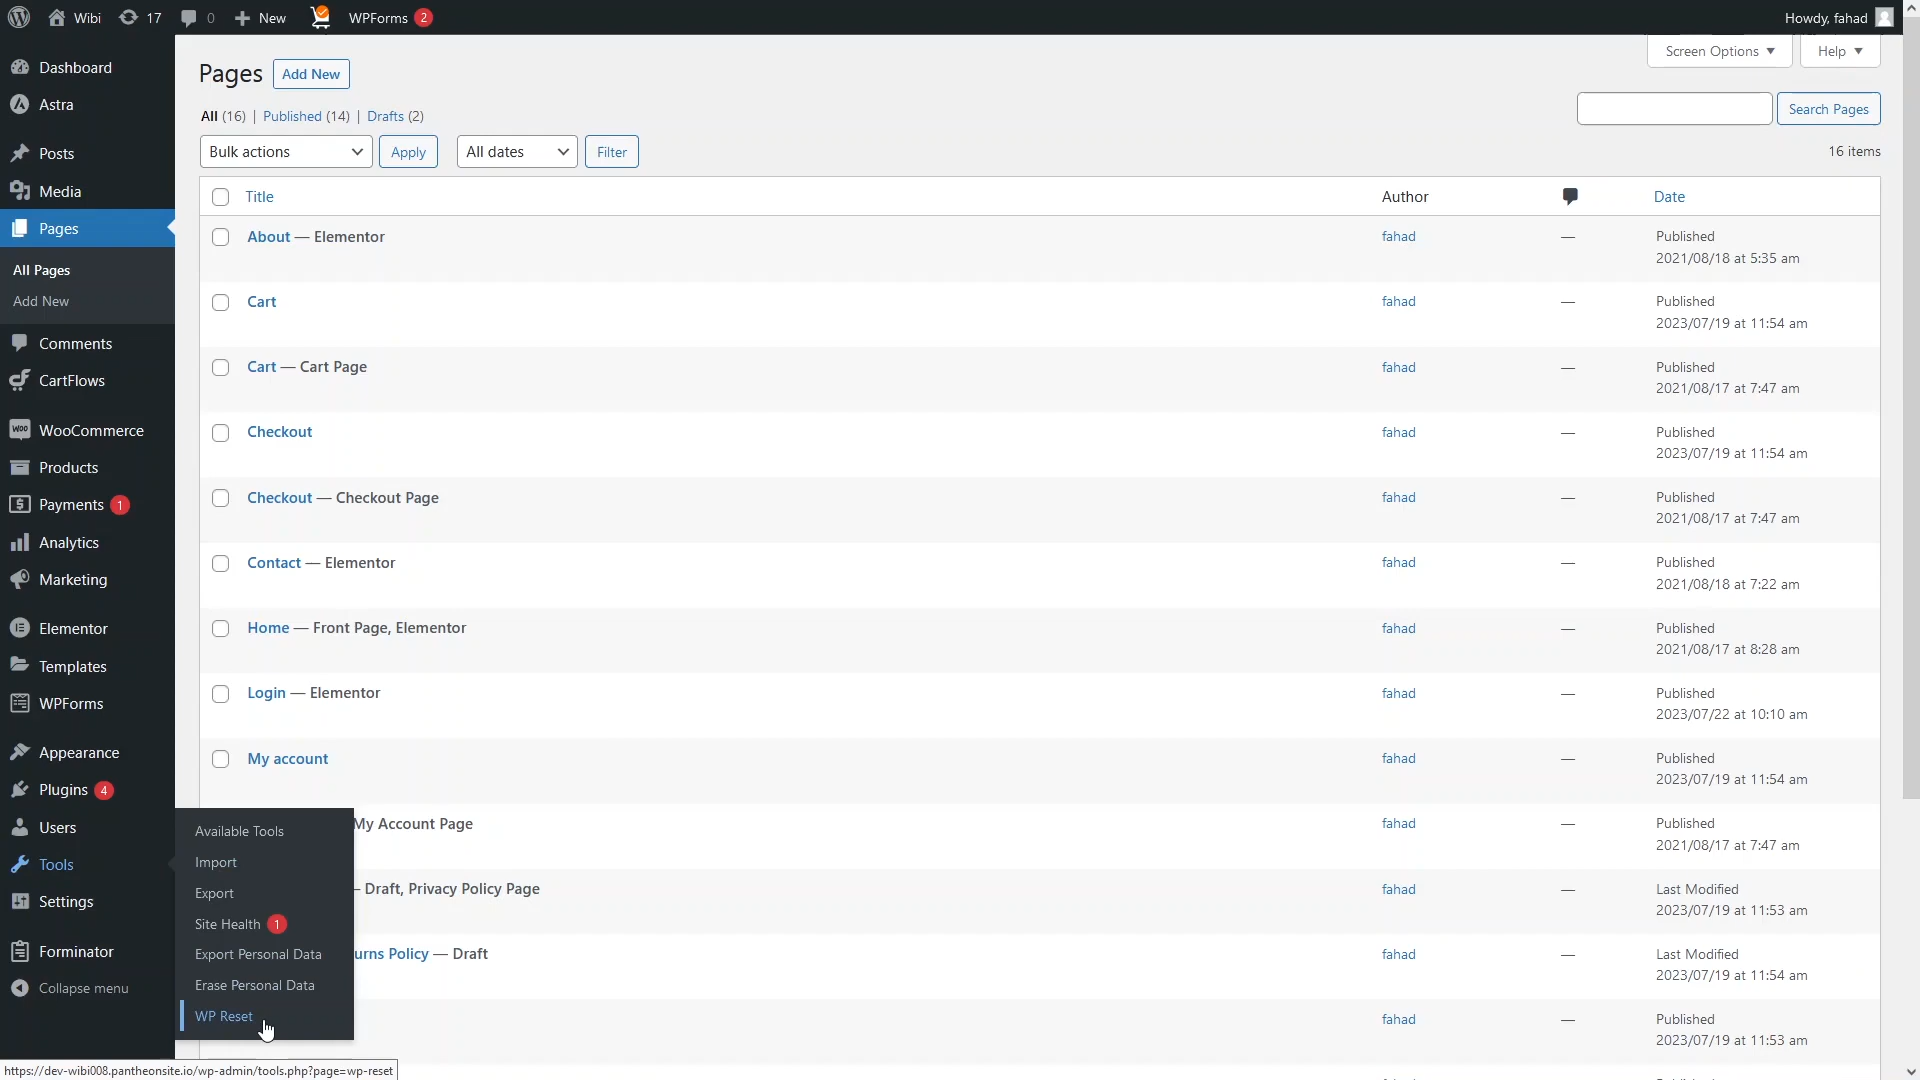 Wibi
17
0
New
WPForms 2
Howdy, fahad
Dashboard
Astra
Posts
Media
Pages
All Pages
Add New
Comments
CartFlows
WooCommerce
Products
Payments 1
Analytics
Marketing
Elementor
Templates
WPForms
Appearance
Plugins 4
Users
Tools
Settings
Forminator
Collapse menu
Available Tools
Import
Export
Site Health 1
Export Personal Data
Erase Personal Data
WP Reset
Screen Options
Help
Pages
Add New
All (16) | Published (14) | Drafts (2)
Search Pages
Bulk actions
Apply
All dates
Filter
16 items
Title
Author
Date
About — Elementor
fahad
—
Published
2021/08/18 at 5:35 am
Cart
fahad
—
Published
2023/07/19 at 11:54 am
Cart — Cart Page
fahad
—
Published
2021/08/17 at 7:47 am
Checkout
fahad
—
Published
2023/07/19 at 11:54 am
Checkout — Checkout Page
fahad
—
Published
2021/08/17 at 7:47 am
Contact — Elementor
fahad
—
Published
2021/08/18 at 7:22 am
Home — Front Page, Elementor
fahad
—
Published
2021/08/17 at 8:28 am
Login — Elementor
fahad
—
Published
2023/07/22 at 10:10 am
My account
fahad
—
Published
2023/07/19 at 11:54 am
My Account Page
fahad
—
Published
2021/08/17 at 7:47 am
— Draft, Privacy Policy Page
fahad
—
Last Modified
2023/07/19 at 11:53 am
urns Policy — Draft
fahad
—
Last Modified
2023/07/19 at 11:54 am
fahad
—
Published
2023/07/19 at 11:53 am
https://dev-wibi008.pantheonsite.io/wp-admin/tools.php?page=wp-reset